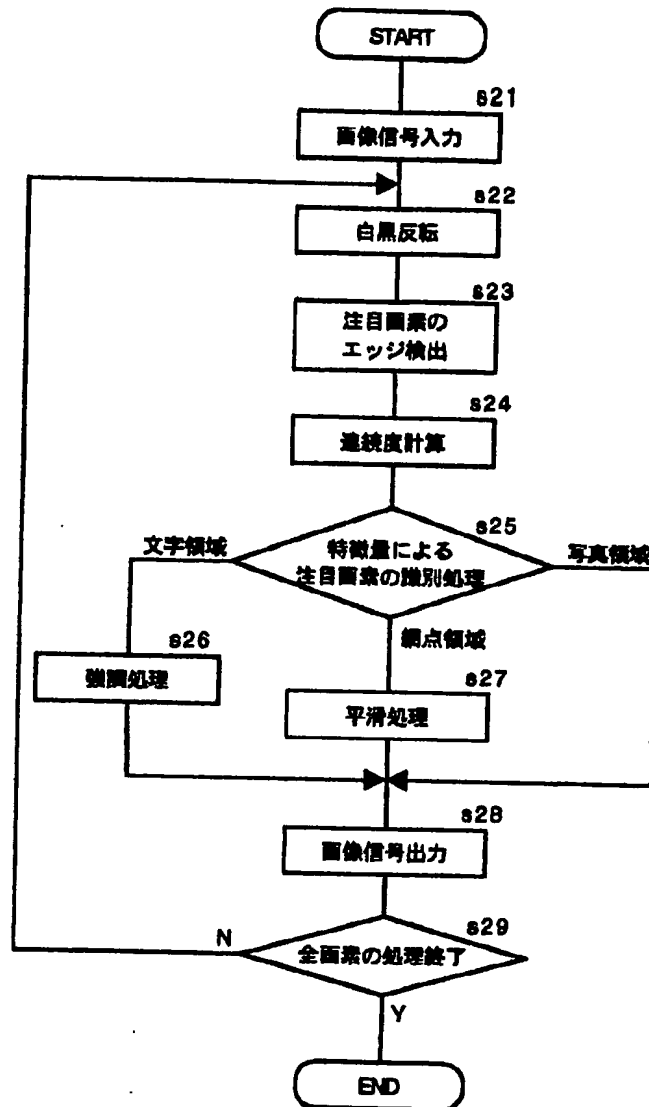 START
s21
画像信号入力
s22
白黒反転
s23
注目画素の
エッジ検出
s24
連続度計算
s25
文字領域
特徴量による
注目画素の識別処理
写真領域
s26
網点領域
強調処理
s27
平滑処理
s28
画像信号出力
s29
N
全画素の処理終了
Y
END